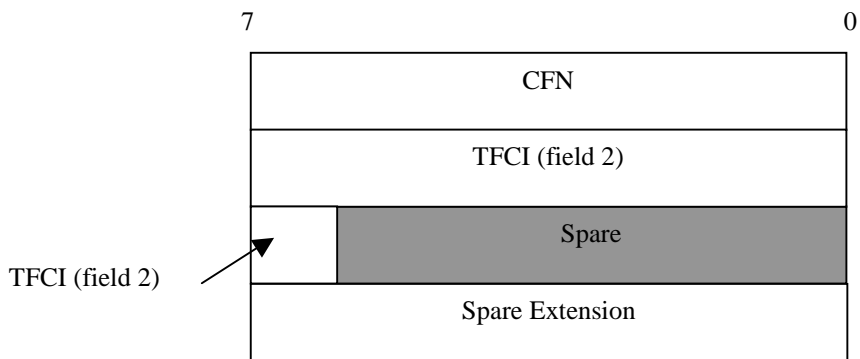 7 0
CFN
TFCI (field 2)
Spare
TFCI (field 2)
Spare Extension